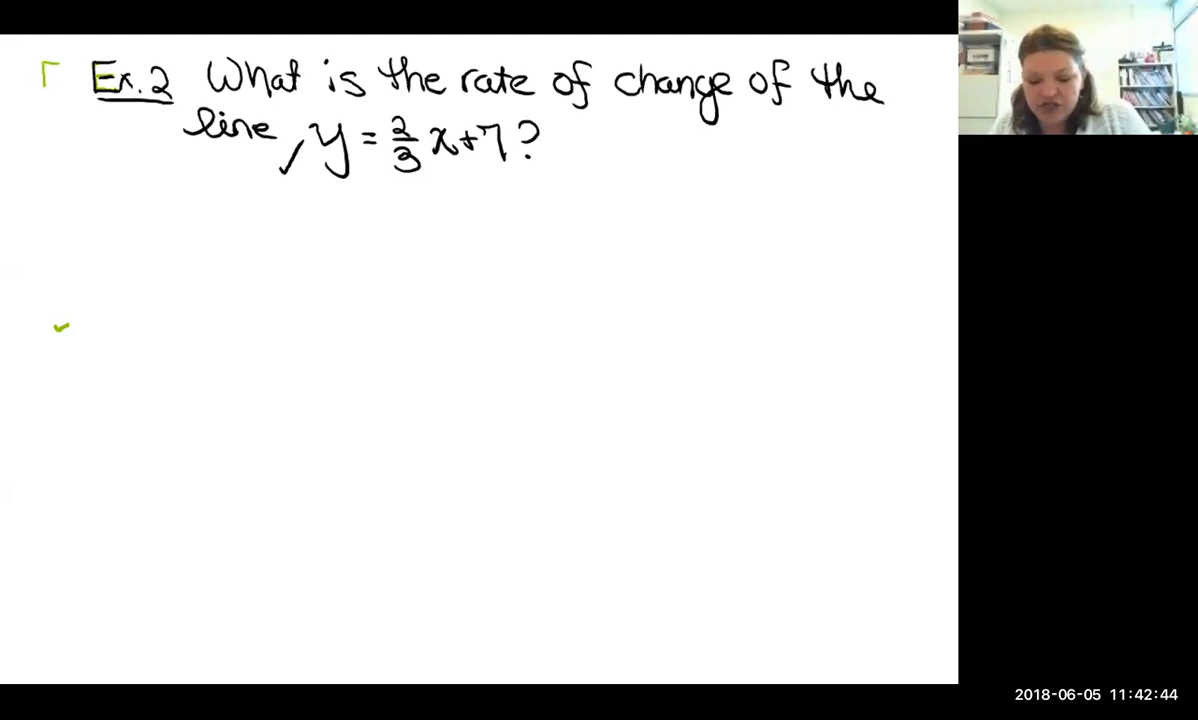 Ex. 2 What is the rate of change of the
line, y = 2/3 x + 7?
2018-06-05 11:42:44